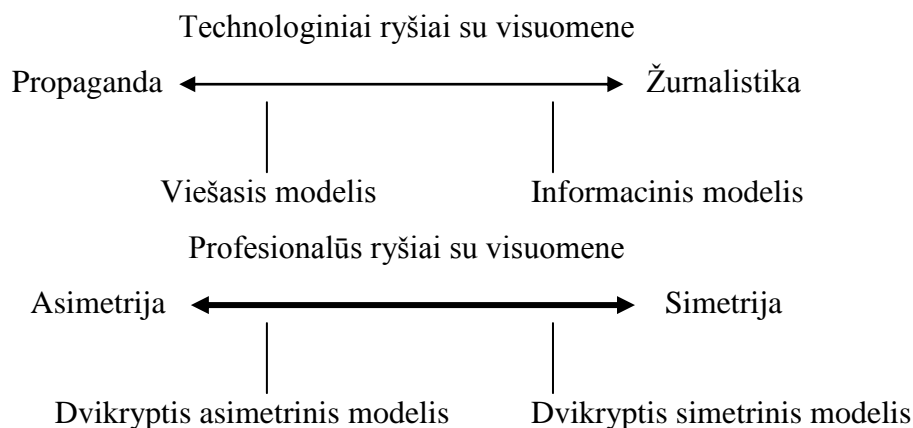 Technologiniai ryšiai su visuomene
Propaganda Žurnalistika
Viešasis modelis Informacinis modelis
Profesionalūs ryšiai su visuomene
Asimetrija Simetrija
Dvikryptis asimetrinis modelis Dvikryptis simetrinis modelis